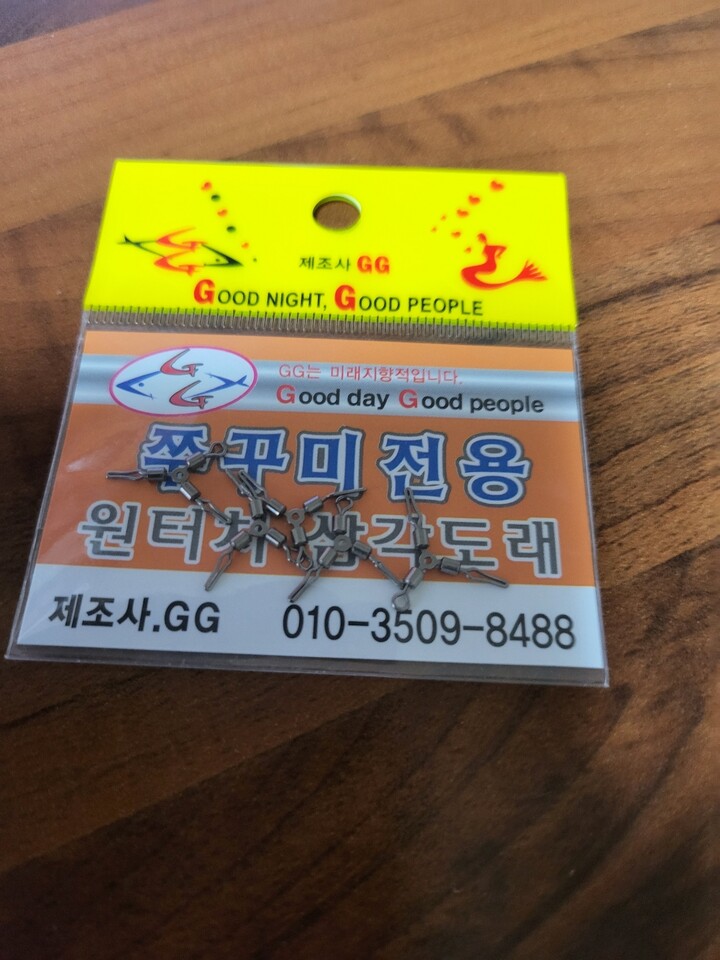 제조사 GG
GOOD NIGHT, GOOD PEOPLE
GG는 미래지향적입니다.
Good day Good people
쭈꾸미전용
원터치 삼각도래
제조사.GG 010-3509-8488